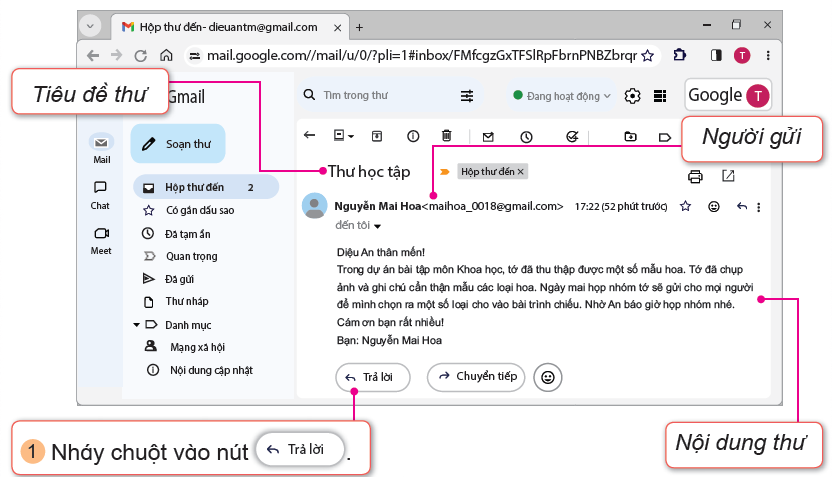 Hộp thư đến- dieuantm@gmail.com
mail.google.com//mail/u/0/?pli=1#inbox/FMfcgzGxTFSlRpFbrnPNBZbrqr
T
Tiêu đề thư
Gmail
Tìm trong thư
Đang hoạt động
Google T
Người gửi
Mail
Chat
Meet
Soạn thư
Hộp thư đến 2
Có gắn dấu sao
Đã tạm ẩn
Quan trọng
Đã gửi
Thư nháp
Danh mục
Mạng xã hội
Nội dung cập nhật
Thư học tập
Hộp thư đến ×
Nguyễn Mai Hoa<maihoa_0018@gmail.com> 17:22 (52 phút trước)
đến tôi
Diệu An thân mến!
Trong dự án bài tập môn Khoa học, tớ đã thu thập được một số mẫu hoa. Tớ đã chụp
ảnh và ghi chú cẩn thận mẫu các loại hoa. Ngày mai họp nhóm tớ sẽ gửi cho mọi người
để mình chọn ra một số loại cho vào bài trình chiếu. Nhờ An báo giờ họp nhóm nhé.
Cám ơn bạn rất nhiều!
Bạn: Nguyễn Mai Hoa
Trả lời
Chuyển tiếp
1 Nháy chuột vào nút Trả lời .
Nội dung thư